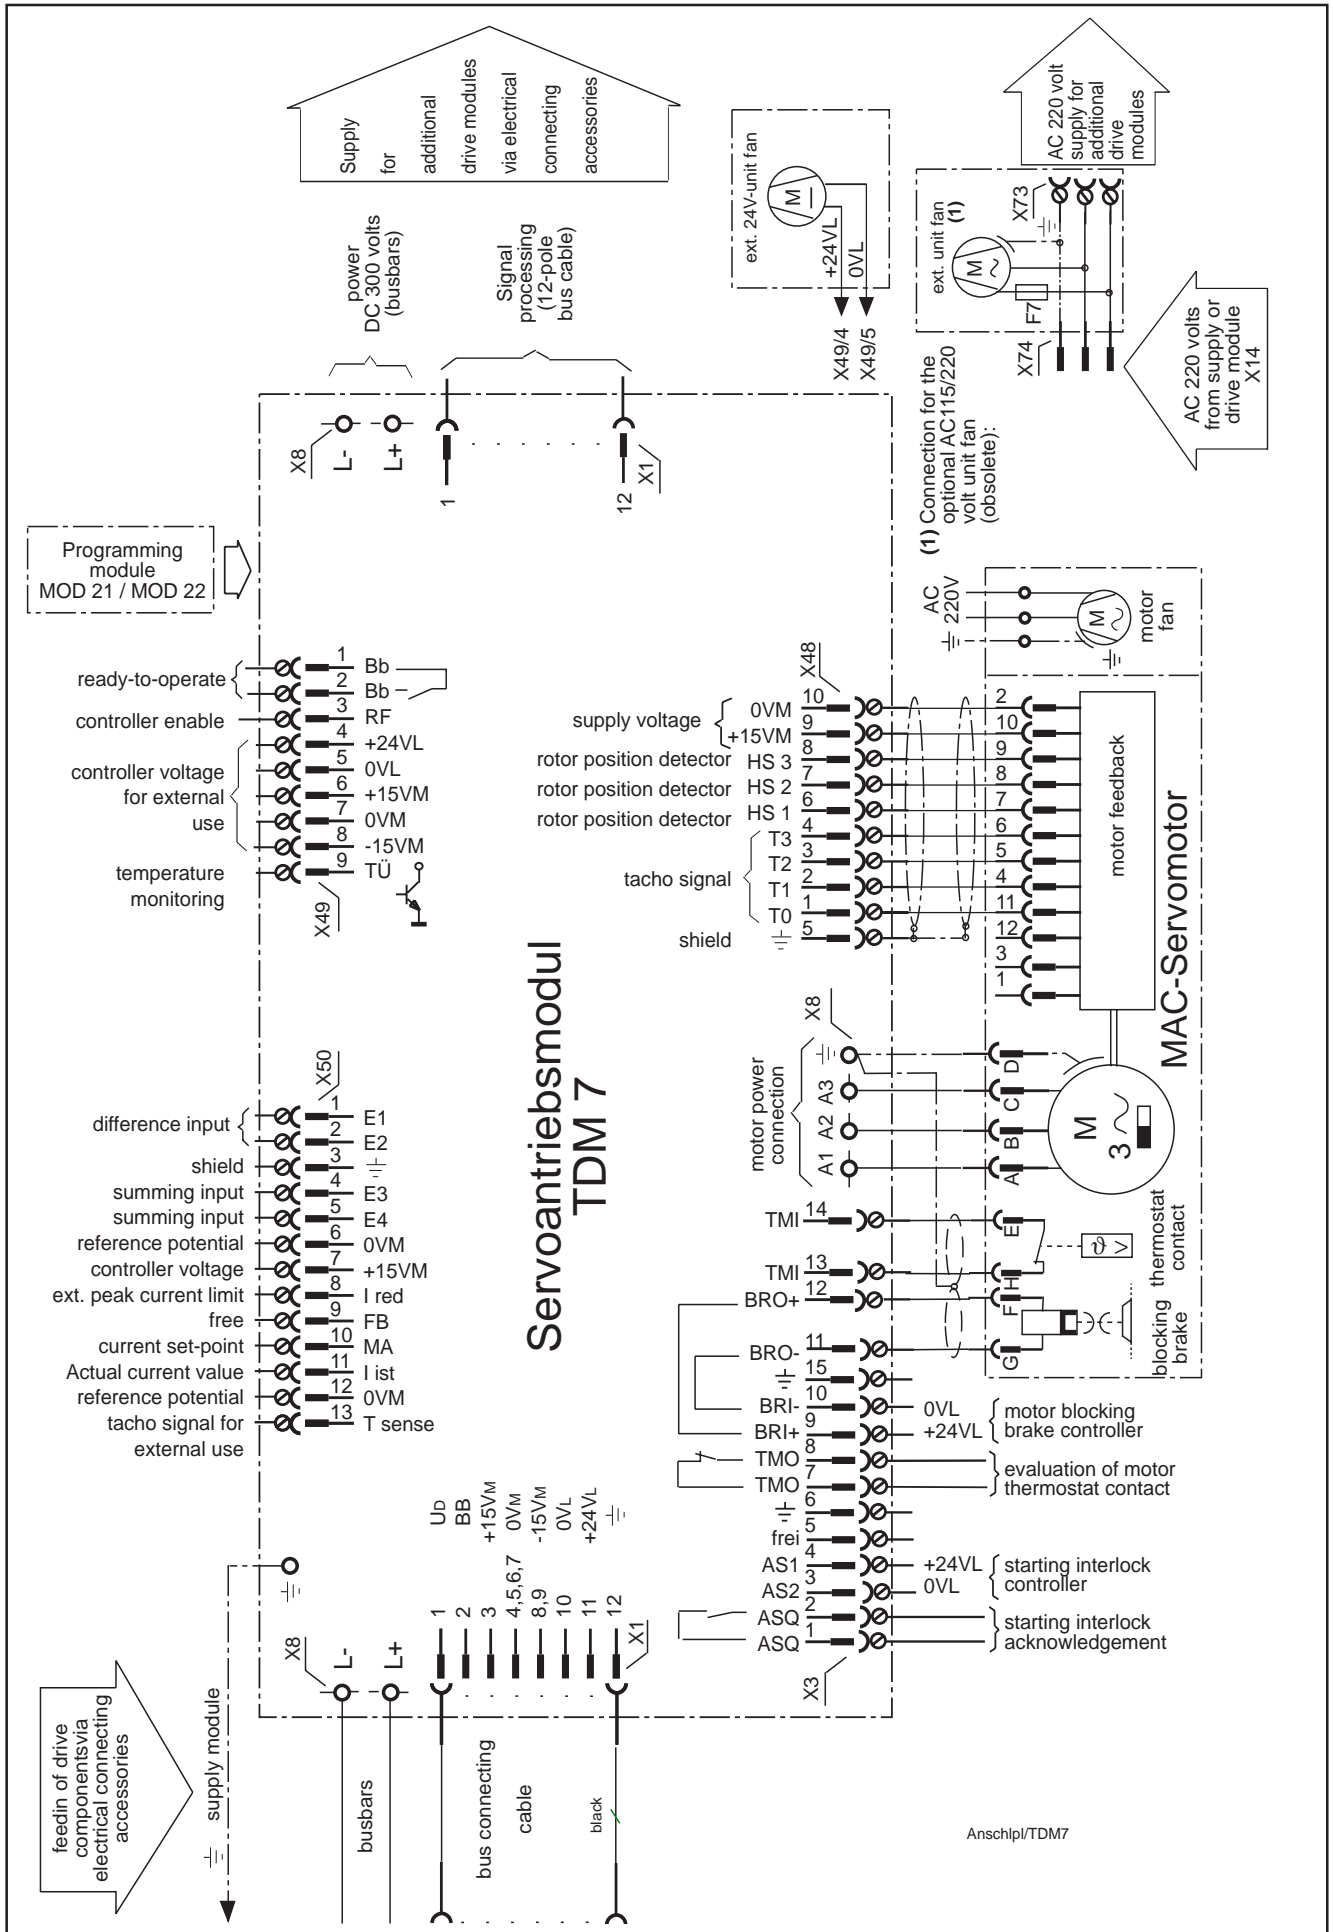 Supply
for
additional
drive modules
via electrical
connecting
accessories
AC 220 volt
supply for
additional
drive
modules
power
DC 300 volts
(busbars)
Signal
processing
(12-pole
bus cable)
ext. 24V-unit fan
M
+24VL
0VL
X49/4
X49/5
ext. unit fan
(1)
M
F7
X73
X74
AC 220 volts
from supply or
drive module
X14
(1) Connection for the
optional AC115/220
volt unit fan
(obsolete):
X8
L-
L+
1
12
X1
Programming
module
MOD 21 / MOD 22
ready-to-operate
1 Bb
2 Bb
controller enable
3 RF
controller voltage
for external
use
4 +24VL
5 0VL
6 +15VM
7 0VM
8 -15VM
temperature
monitoring
9 TÜ
X49
X48
supply voltage
0VM 10 2
+15VM 9 10
rotor position detector HS 3 8 9
rotor position detector HS 2 7 8
rotor position detector HS 1 6 7
tacho signal
T3 4 6
T2 3 5
T1 2 4
T0 1 11
shield 5 12
3
1
motor feedback
MAC-Servomotor
AC
220V
M
motor
fan
Servoantriebsmodul
TDM 7
X50
difference input
1 E1
2 E2
shield 3
summing input 4 E3
summing input 5 E4
reference potential 6 0VM
controller voltage 7 +15VM
ext. peak current limit 8 I red
free 9 FB
current set-point 10 MA
Actual current value 11 I ist
reference potential 12 0VM
tacho signal for
external use
13 T sense
motor power
connection
X8
A3
A2
A1
D
C
B
A
M
3
TMI 14 E
TMI 13 H
BRO+ 12 F
BRO- 11 G
ϑ
V
thermostat
contact
blocking
brake
15
BRI- 10 0VL
BRI+ 9 +24VL
motor blocking
brake controller
TMO 8
TMO 7
evaluation of motor
thermostat contact
6
frei 5
AS1 4 +24VL
AS2 3 0VL
starting interlock
controller
ASQ 2
ASQ 1
starting interlock
acknowledgement
X3
UD
BB
+15VM
0VM
-15VM
0VL
+24VL
1
2
3
4,5,6,7
8,9
10
11
12
X1
X8
L-
L+
feedin of drive
componentsvia
electrical connecting
accessories
supply module
busbars
bus connecting
cable
black
Anschlpl/TDM7